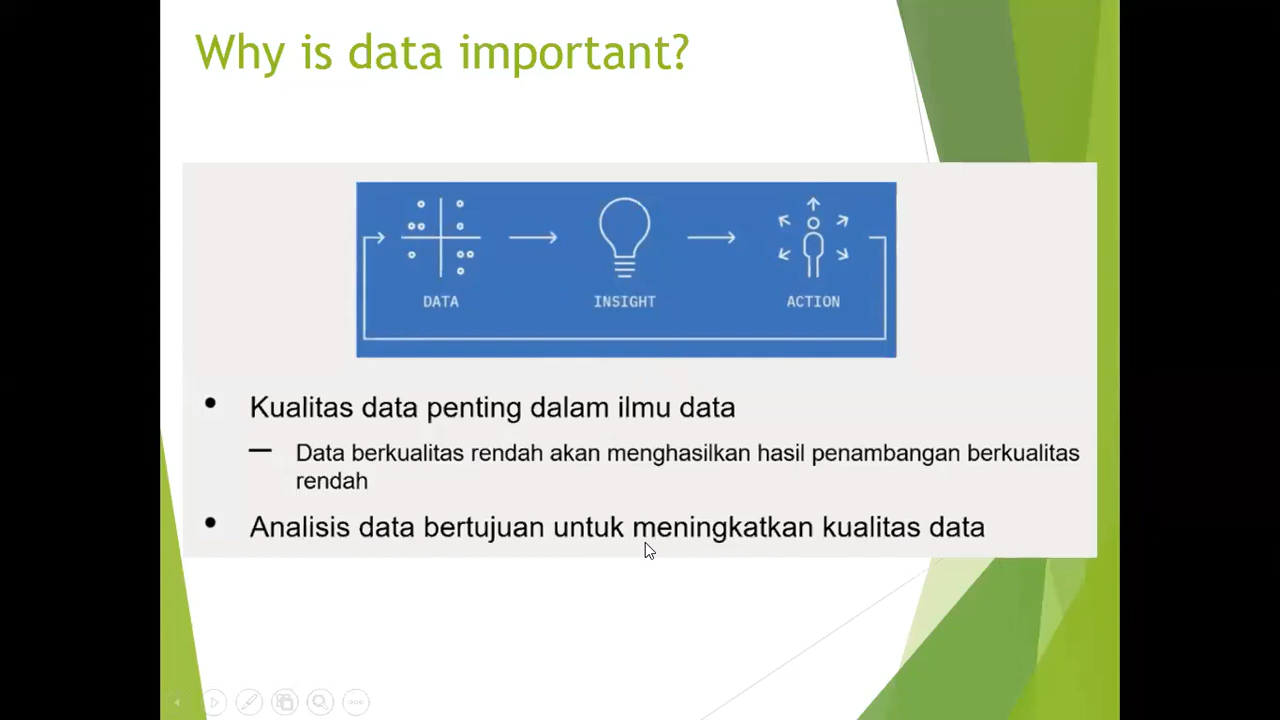 Why is data important?
DATA
INSIGHT
ACTION
• Kualitas data penting dalam ilmu data
— Data berkualitas rendah akan menghasilkan hasil penambangan berkualitas
rendah
• Analisis data bertujuan untuk meningkatkan kualitas data